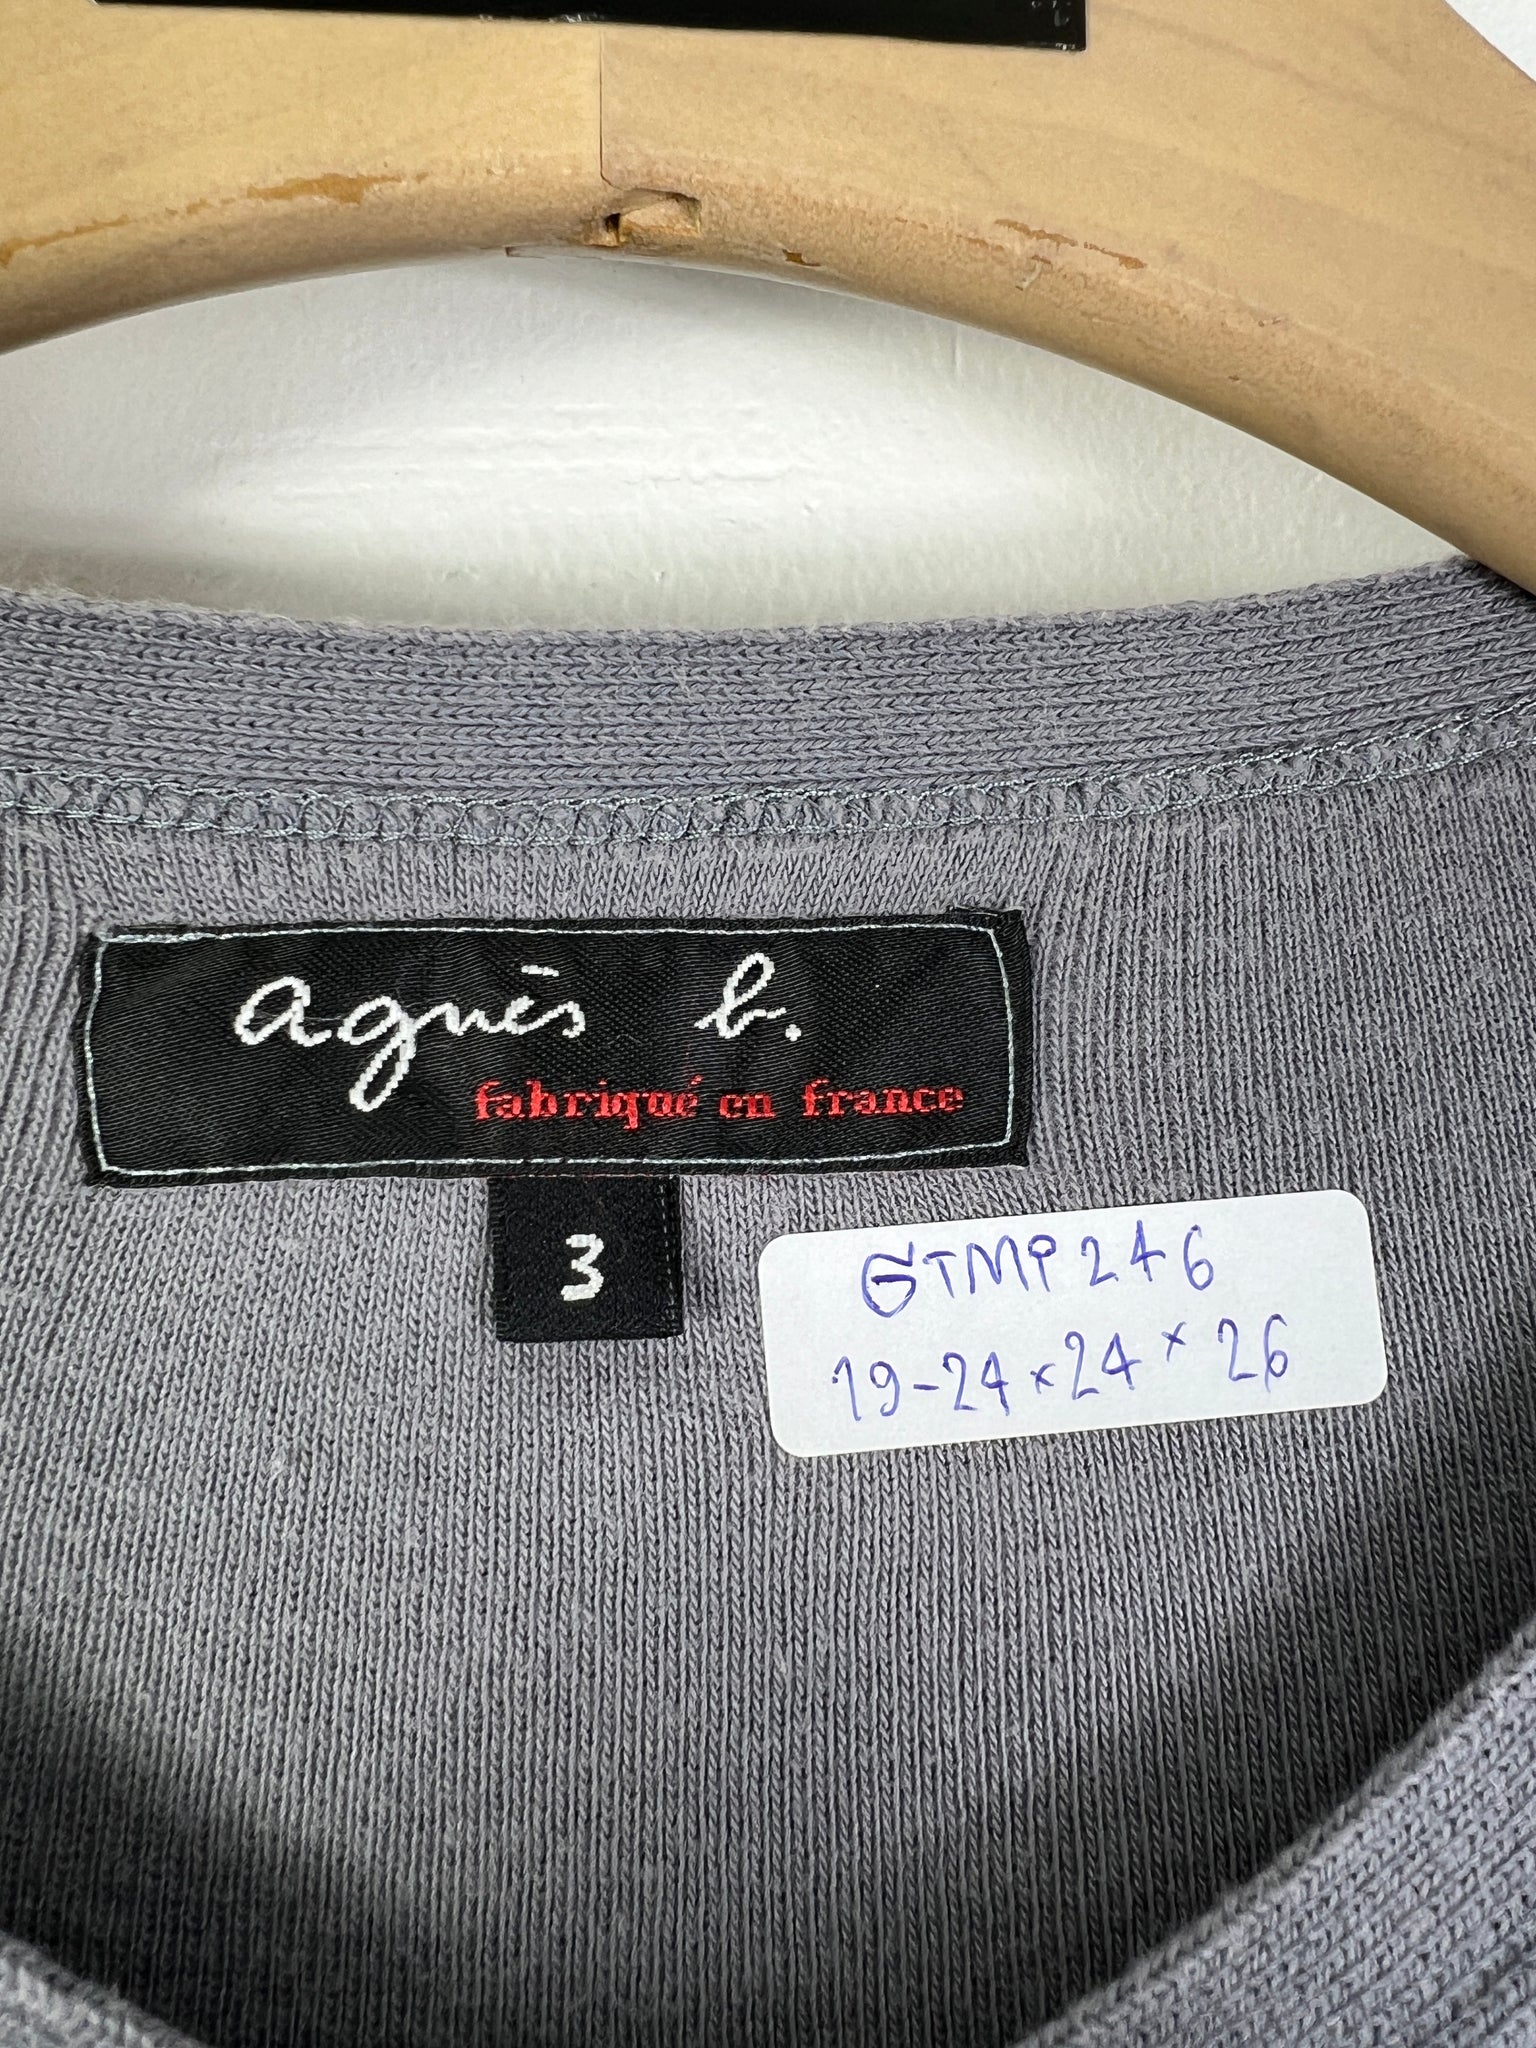 agnès b.
fabriqué en france
3
GTMP246
19-24 x 24 x 26